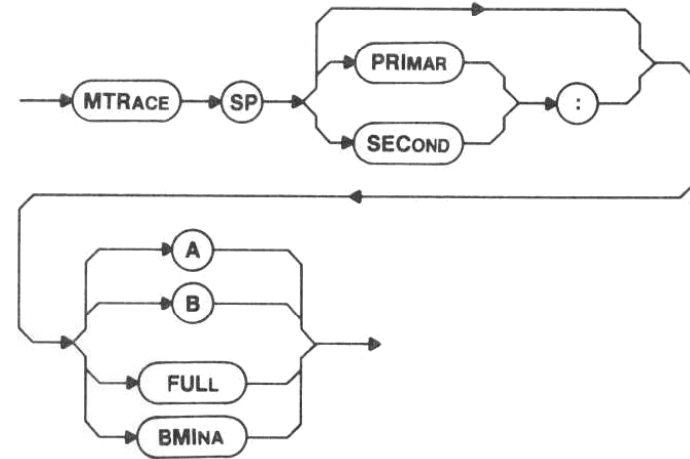 PRIMAR
MTRACE SP :
SECOND
A
B
FULL
BMINA